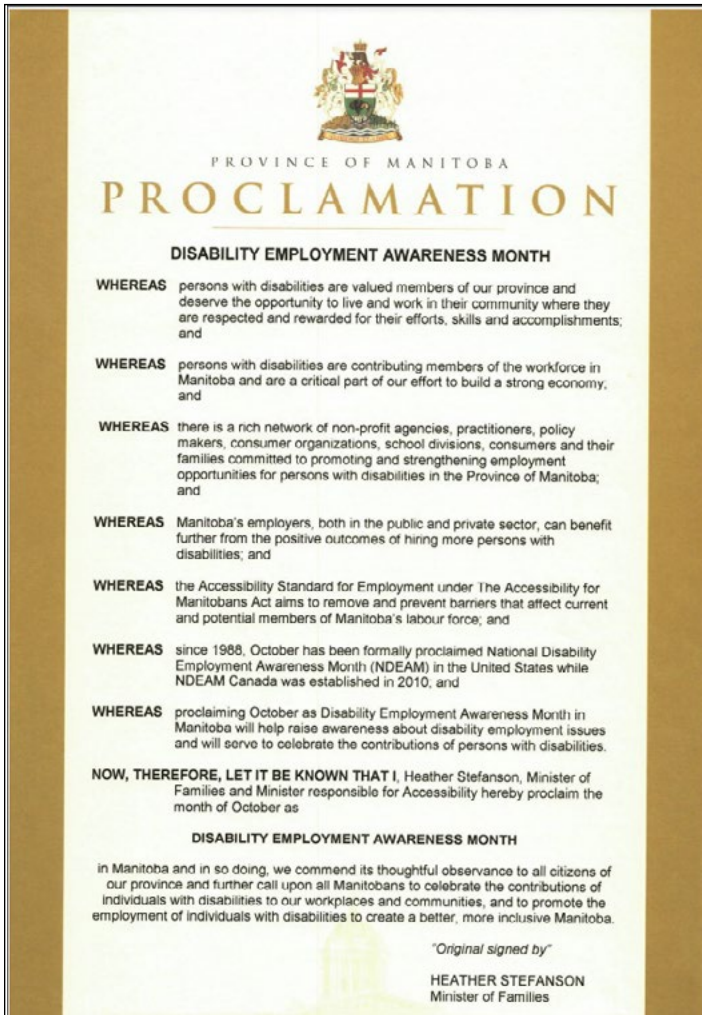 PROVINCE OF MANITOBA
PROCLAMATION
DISABILITY EMPLOYMENT AWARENESS MONTH
WHEREAS persons with disabilities are valued members of our province and
deserve the opportunity to live and work in their community where they
are respected and rewarded for their efforts, skills and accomplishments;
and
WHEREAS persons with disabilities are contributing members of the workforce in
Manitoba and are a critical part of our effort to build a strong economy;
and
WHEREAS there is a rich network of non-profit agencies, practitioners, policy
makers, consumer organizations, school divisions, consumers and their
families committed to promoting and strengthening employment
opportunities for persons with disabilities in the Province of Manitoba;
and
WHEREAS Manitoba's employers, both in the public and private sector, can benefit
further from the positive outcomes of hiring more persons with
disabilities; and
WHEREAS the Accessibility Standard for Employment under The Accessibility for
Manitobans Act aims to remove and prevent barriers that affect current
and potential members of Manitoba's labour force; and
WHEREAS since 1988, October has been formally proclaimed National Disability
Employment Awareness Month (NDEAM) in the United States while
NDEAM Canada was established in 2010; and
WHEREAS proclaiming October as Disability Employment Awareness Month in
Manitoba will help raise awareness about disability employment issues
and will serve to celebrate the contributions of persons with disabilities.
NOW, THEREFORE, LET IT BE KNOWN THAT I, Heather Stefanson, Minister of
Families and Minister responsible for Accessibility hereby proclaim the
month of October as
DISABILITY EMPLOYMENT AWARENESS MONTH
in Manitoba and in so doing, we commend its thoughtful observance to all citizens of
our province and further call upon all Manitobans to celebrate the contributions of
individuals with disabilities to our workplaces and communities, and to promote the
employment of individuals with disabilities to create a better, more inclusive Manitoba.
"Original signed by"
HEATHER STEFANSON
Minister of Families